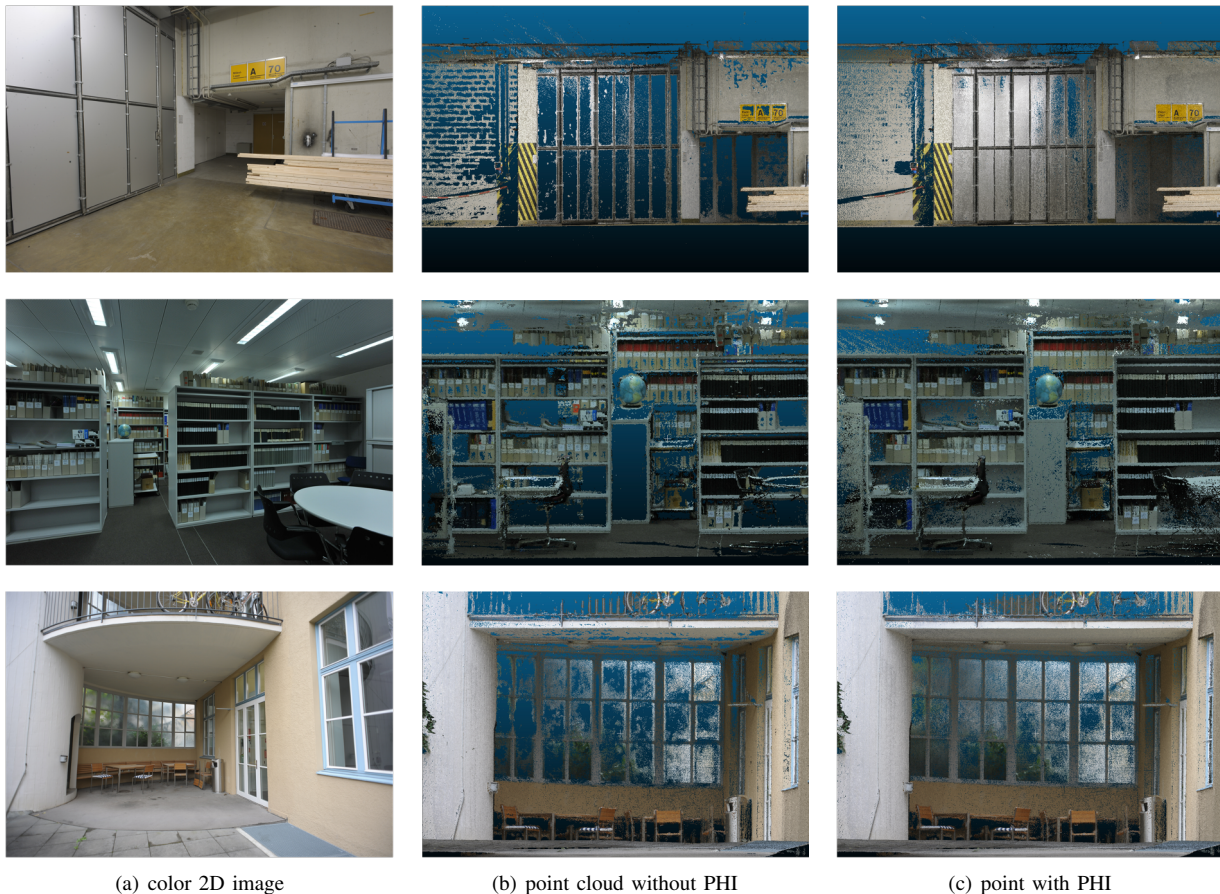 A 70
A 70
A 70
(a) color 2D image
(b) point cloud without PHI
(c) point with PHI